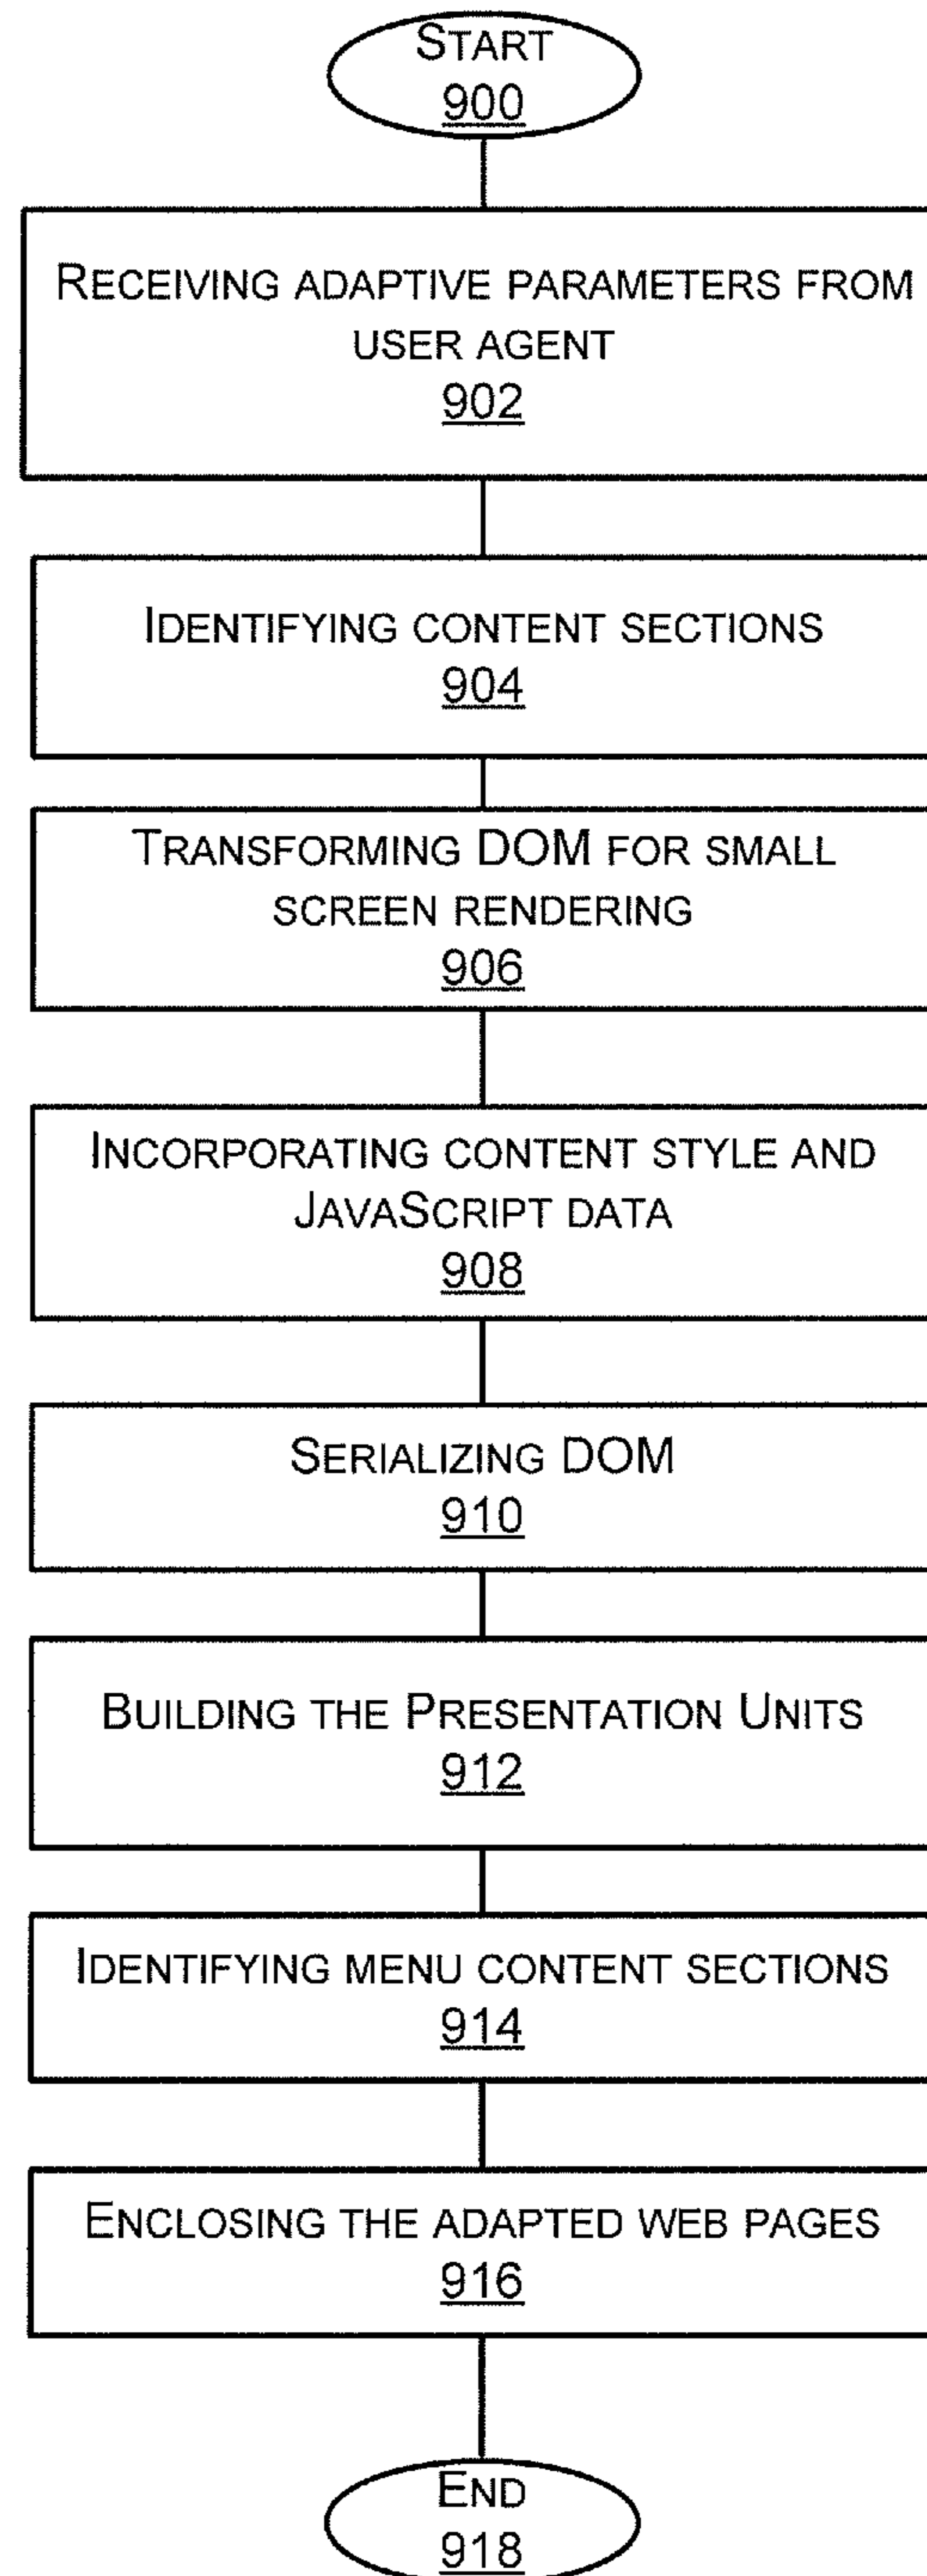 START
900
RECEIVING ADAPTIVE PARAMETERS FROM
USER AGENT
902
IDENTIFYING CONTENT SECTIONS
904
TRANSFORMING DOM FOR SMALL
SCREEN RENDERING
906
INCORPORATING CONTENT STYLE AND
JAVASCRIPT DATA
908
SERIALIZING DOM
910
BUILDING THE PRESENTATION UNITS
912
IDENTIFYING MENU CONTENT SECTIONS
914
ENCLOSING THE ADAPTED WEB PAGES
916
END
918